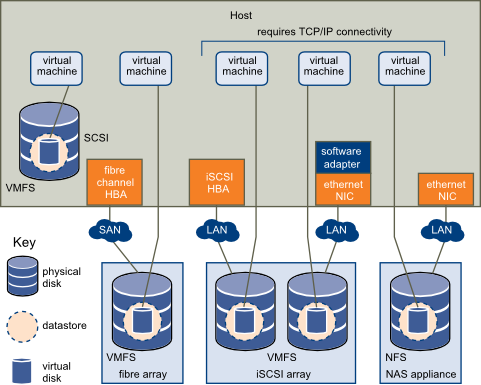 Host
requires TCP/IP connectivity
virtual
machine
virtual
machine
virtual
machine
virtual
machine
virtual
machine
SCSI
VMFS
fibre
channel
HBA
iSCSI
HBA
software
adapter
ethernet
NIC
ethernet
NIC
SAN
LAN
LAN
LAN
Key
physical
disk
datastore
virtual
disk
VMFS
fibre array
VMFS
iSCSI array
NFS
NAS appliance